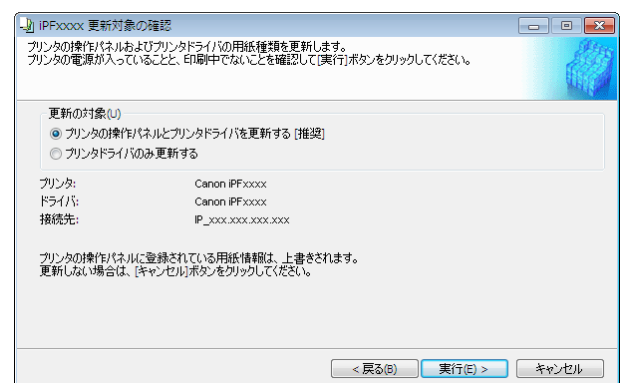 iPFxxxx 更新対象の確認
プリンタの操作パネルおよびプリンタドライバの用紙種類を更新します。
プリンタの電源が入っていることと、印刷中でないことを確認して[実行]ボタンをクリックしてください。
更新の対象(U)
プリンタの操作パネルとプリンタドライバを更新する [推奨]
プリンタドライバのみ更新する
プリンタ: Canon iPFxxxx
ドライバ: Canon iPFxxxx
接続先: IP_xxx.xxx.xxx.xxx
プリンタの操作パネルに登録されている用紙情報は、上書きされます。
更新しない場合は、[キャンセル]ボタンをクリックしてください。
< 戻る(B) 実行(E) > キャンセル